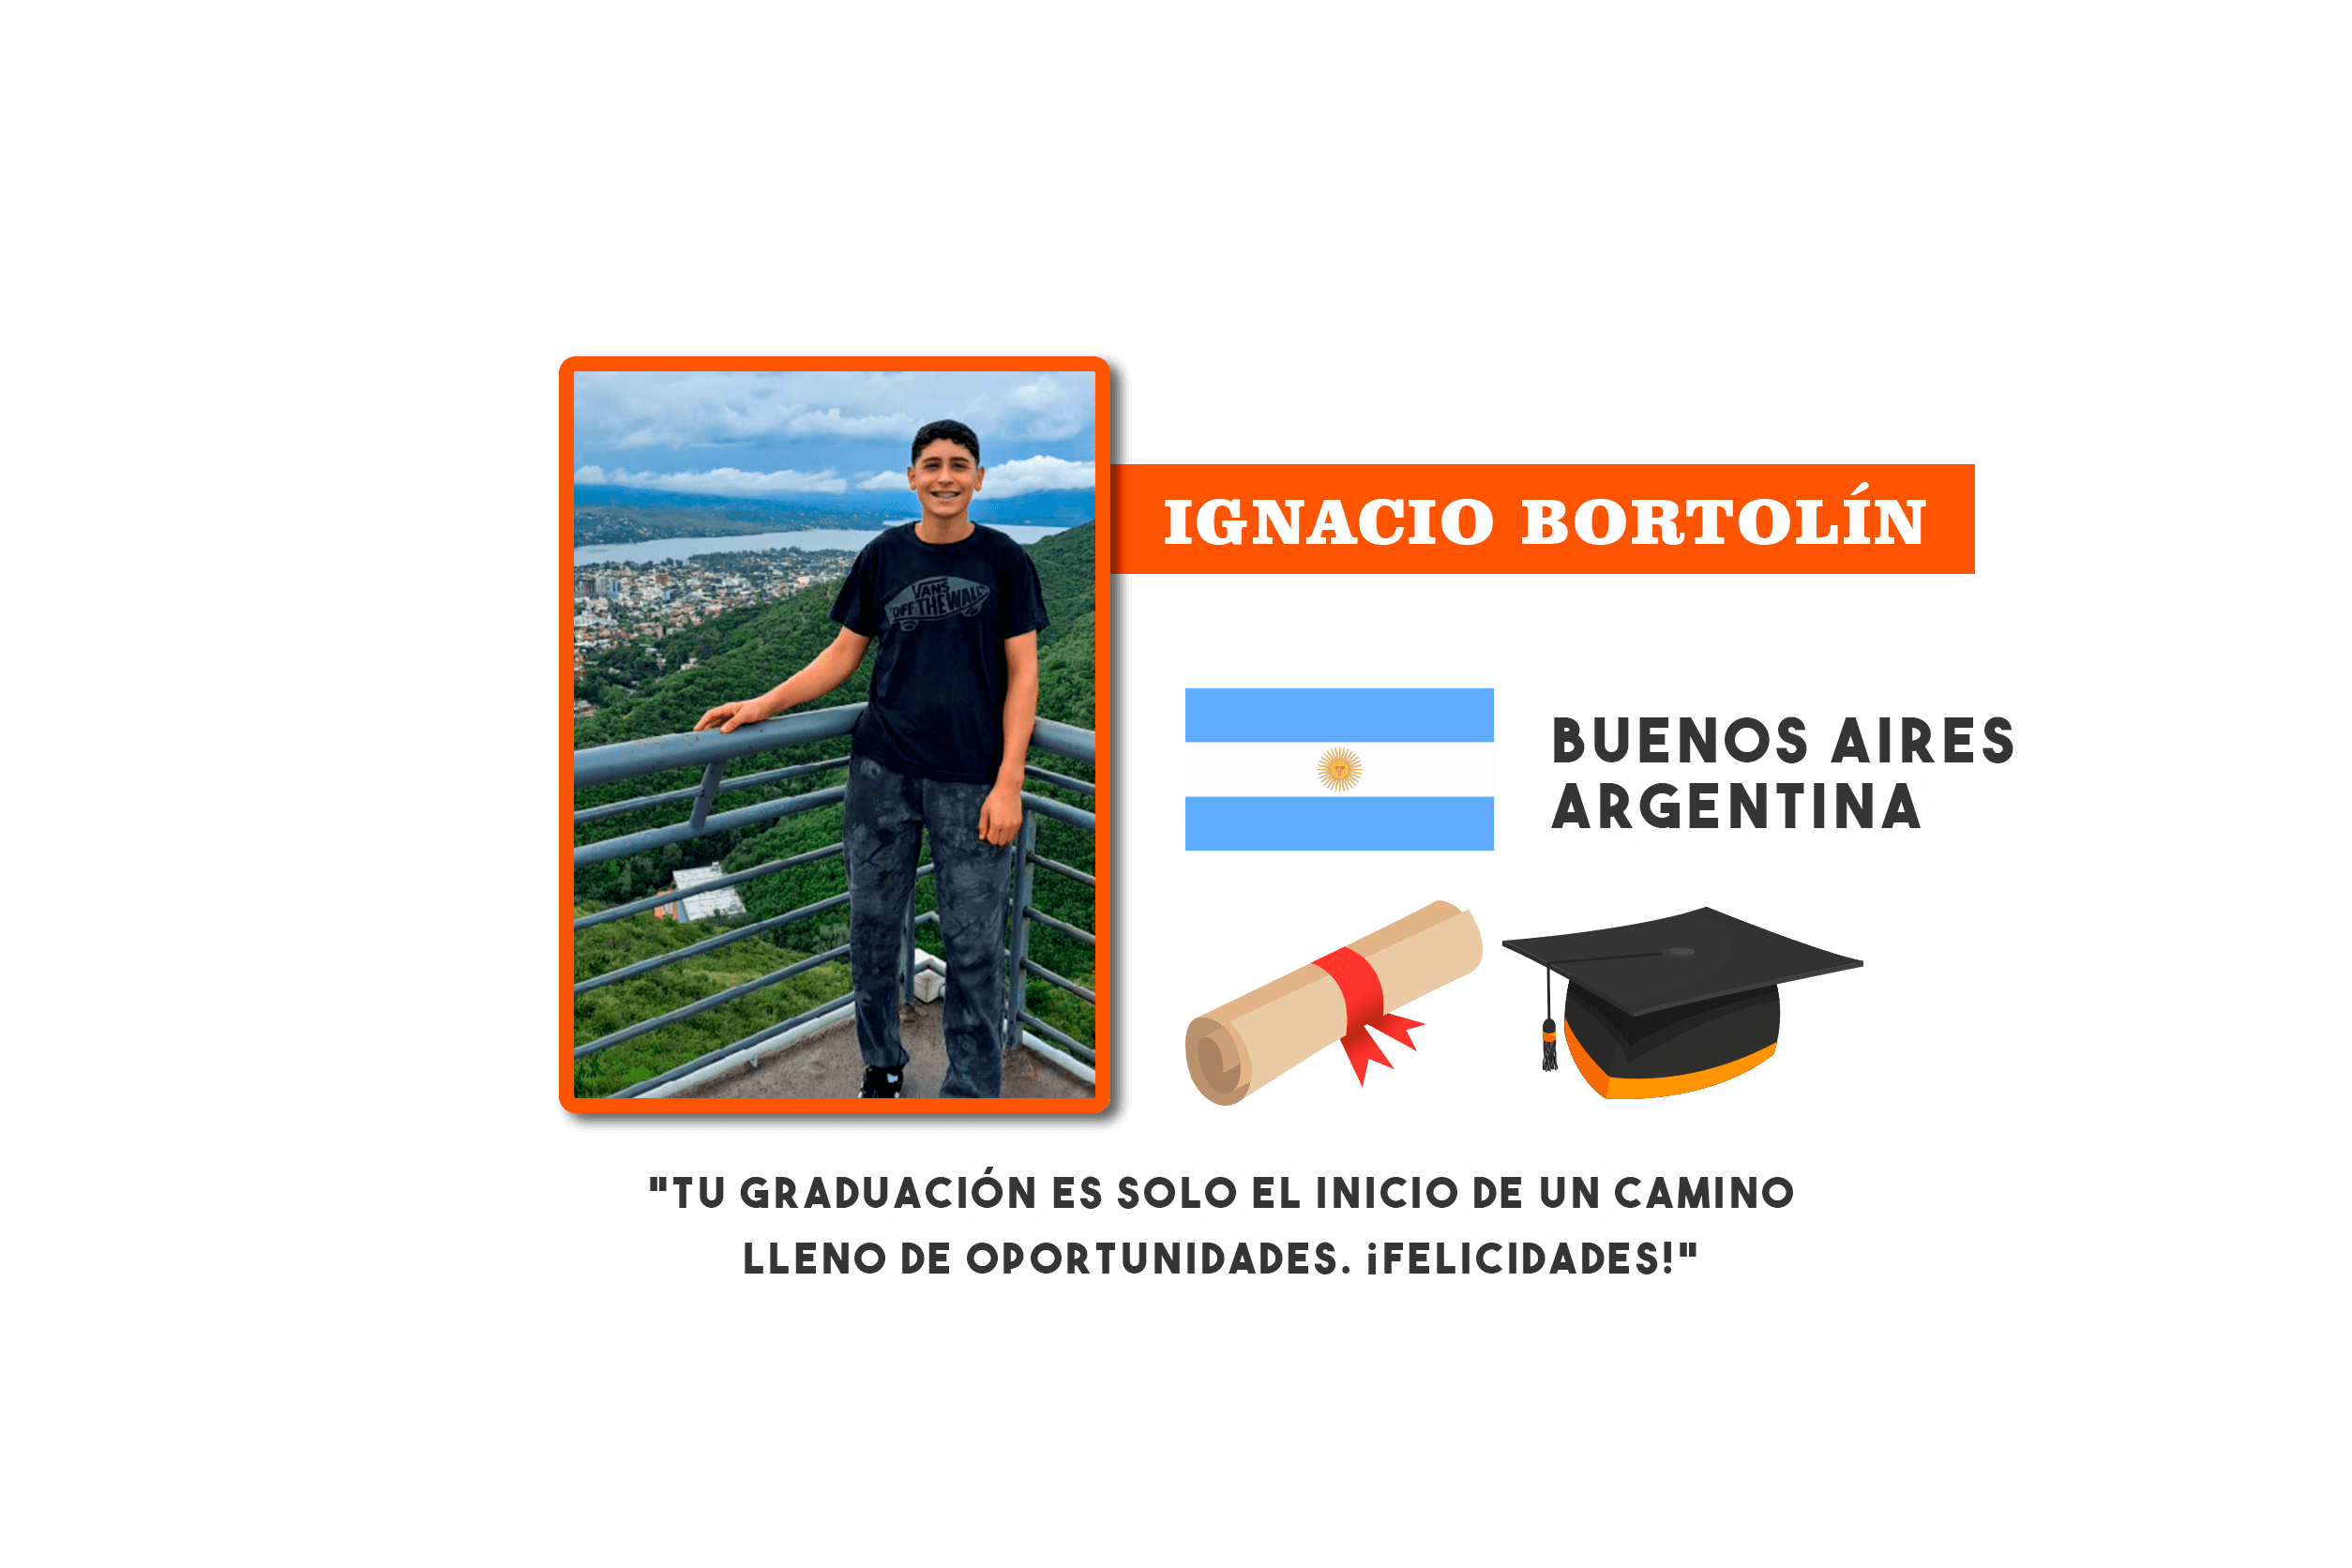 IGNACIO BORTOLÍN
VANS
"OFF THE WALL"
BUENOS AIRES
ARGENTINA
"TU GRADUACIÓN ES SOLO EL INICIO DE UN CAMINO
LLENO DE OPORTUNIDADES. ¡FELICIDADES!"